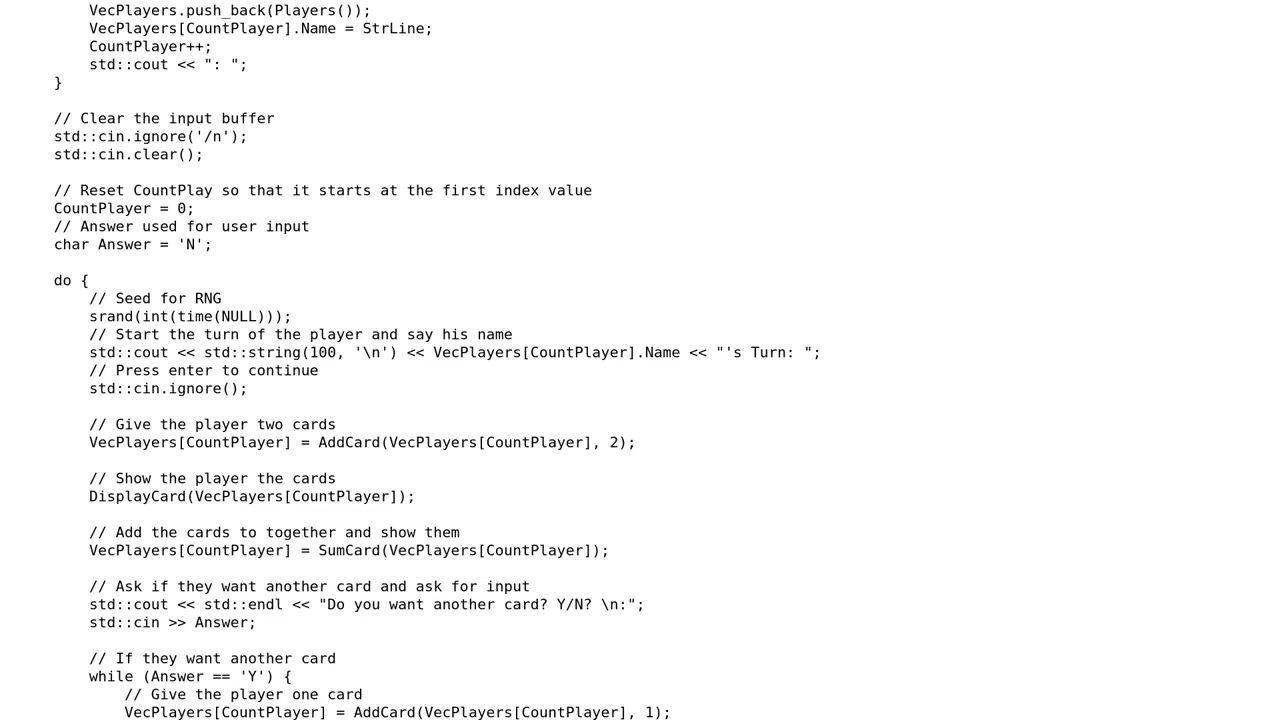 VecPlayers.push_back(Players());
VecPlayers[CountPlayer].Name = StrLine;
CountPlayer++;
std::cout << ": ";
}
// Clear the input buffer
std::cin.ignore('/n');
std::cin.clear();
// Reset CountPlay so that it starts at the first index value
CountPlayer = 0;
// Answer used for user input
char Answer = 'N';
do {
// Seed for RNG
srand(int(time(NULL)));
// Start the turn of the player and say his name
std::cout << std::string(100, '\n') << VecPlayers[CountPlayer].Name << "'s Turn: ";
// Press enter to continue
std::cin.ignore();
// Give the player two cards
VecPlayers[CountPlayer] = AddCard(VecPlayers[CountPlayer], 2);
// Show the player the cards
DisplayCard(VecPlayers[CountPlayer]);
// Add the cards to together and show them
VecPlayers[CountPlayer] = SumCard(VecPlayers[CountPlayer]);
// Ask if they want another card and ask for input
std::cout << std::endl << "Do you want another card? Y/N? \n:";
std::cin >> Answer;
// If they want another card
while (Answer == 'Y') {
// Give the player one card
VecPlayers[CountPlayer] = AddCard(VecPlayers[CountPlayer], 1);